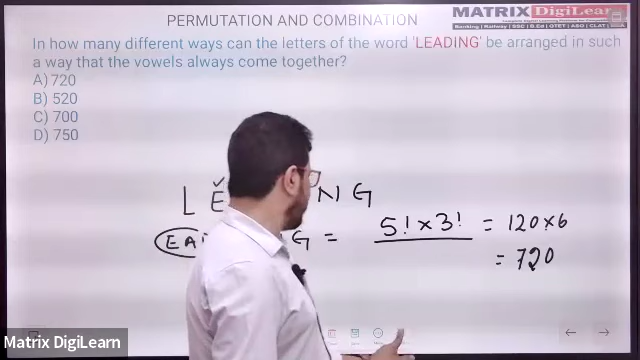 PERMUTATION AND COMBINATION
MATRIX DigiLearn
In how many different ways can the letters of the word 'LEADING' be arranged in such
a way that the vowels always come together?
A) 720
B) 520
C) 700
D) 750
L E N G
EA G = 5! × 3! = 120 × 6
= 720
Matrix DigiLearn